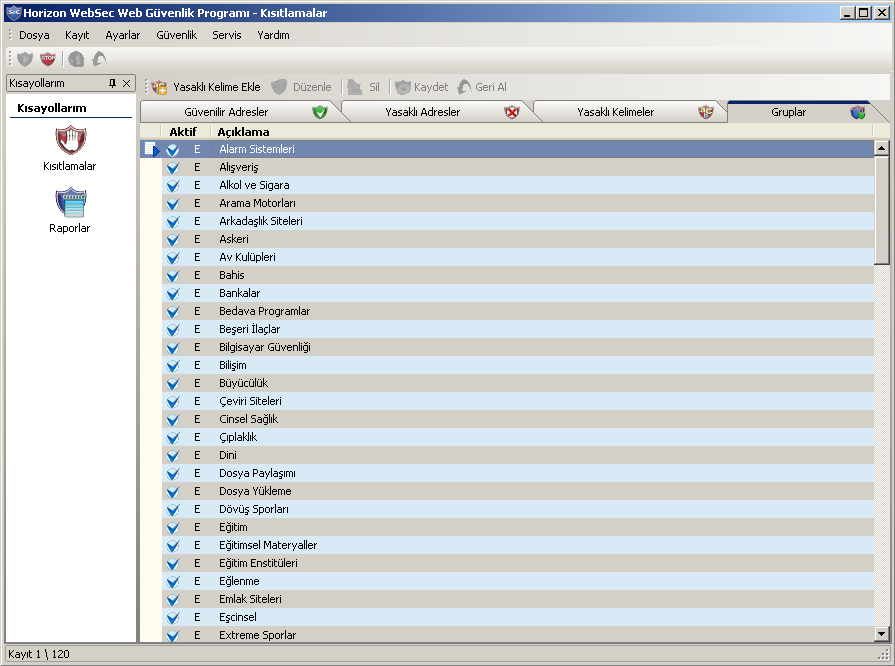 Horizon WebSec Web Güvenlik Programı - Kısıtlamalar
Dosya Kayıt Ayarlar Güvenlik Servis Yardım
STOP
Kısayollarım
Yasaklı Kelime Ekle Düzenle Sil Kaydet Geri Al
Kısayollarım
Kısıtlamalar
Raporlar
Güvenilir Adresler Yasaklı Adresler Yasaklı Kelimeler Gruplar
Aktif Açıklama
E Alarm Sistemleri
E Alışveriş
E Alkol ve Sigara
E Arama Motorları
E Arkadaşlık Siteleri
E Askeri
E Av Kulüpleri
E Bahis
E Bankalar
E Bedava Programlar
E Beşeri İlaçlar
E Bilgisayar Güvenliği
E Bilişim
E Büyücülük
E Çeviri Siteleri
E Cinsel Sağlık
E Çıplaklık
E Dini
E Dosya Paylaşımı
E Dosya Yükleme
E Dövüş Sporları
E Eğitim
E Eğitimsel Materyaller
E Eğitim Enstitüleri
E Eğlenme
E Emlak Siteleri
E Eşcinsel
E Extreme Sporlar
Kayıt 1 \ 120